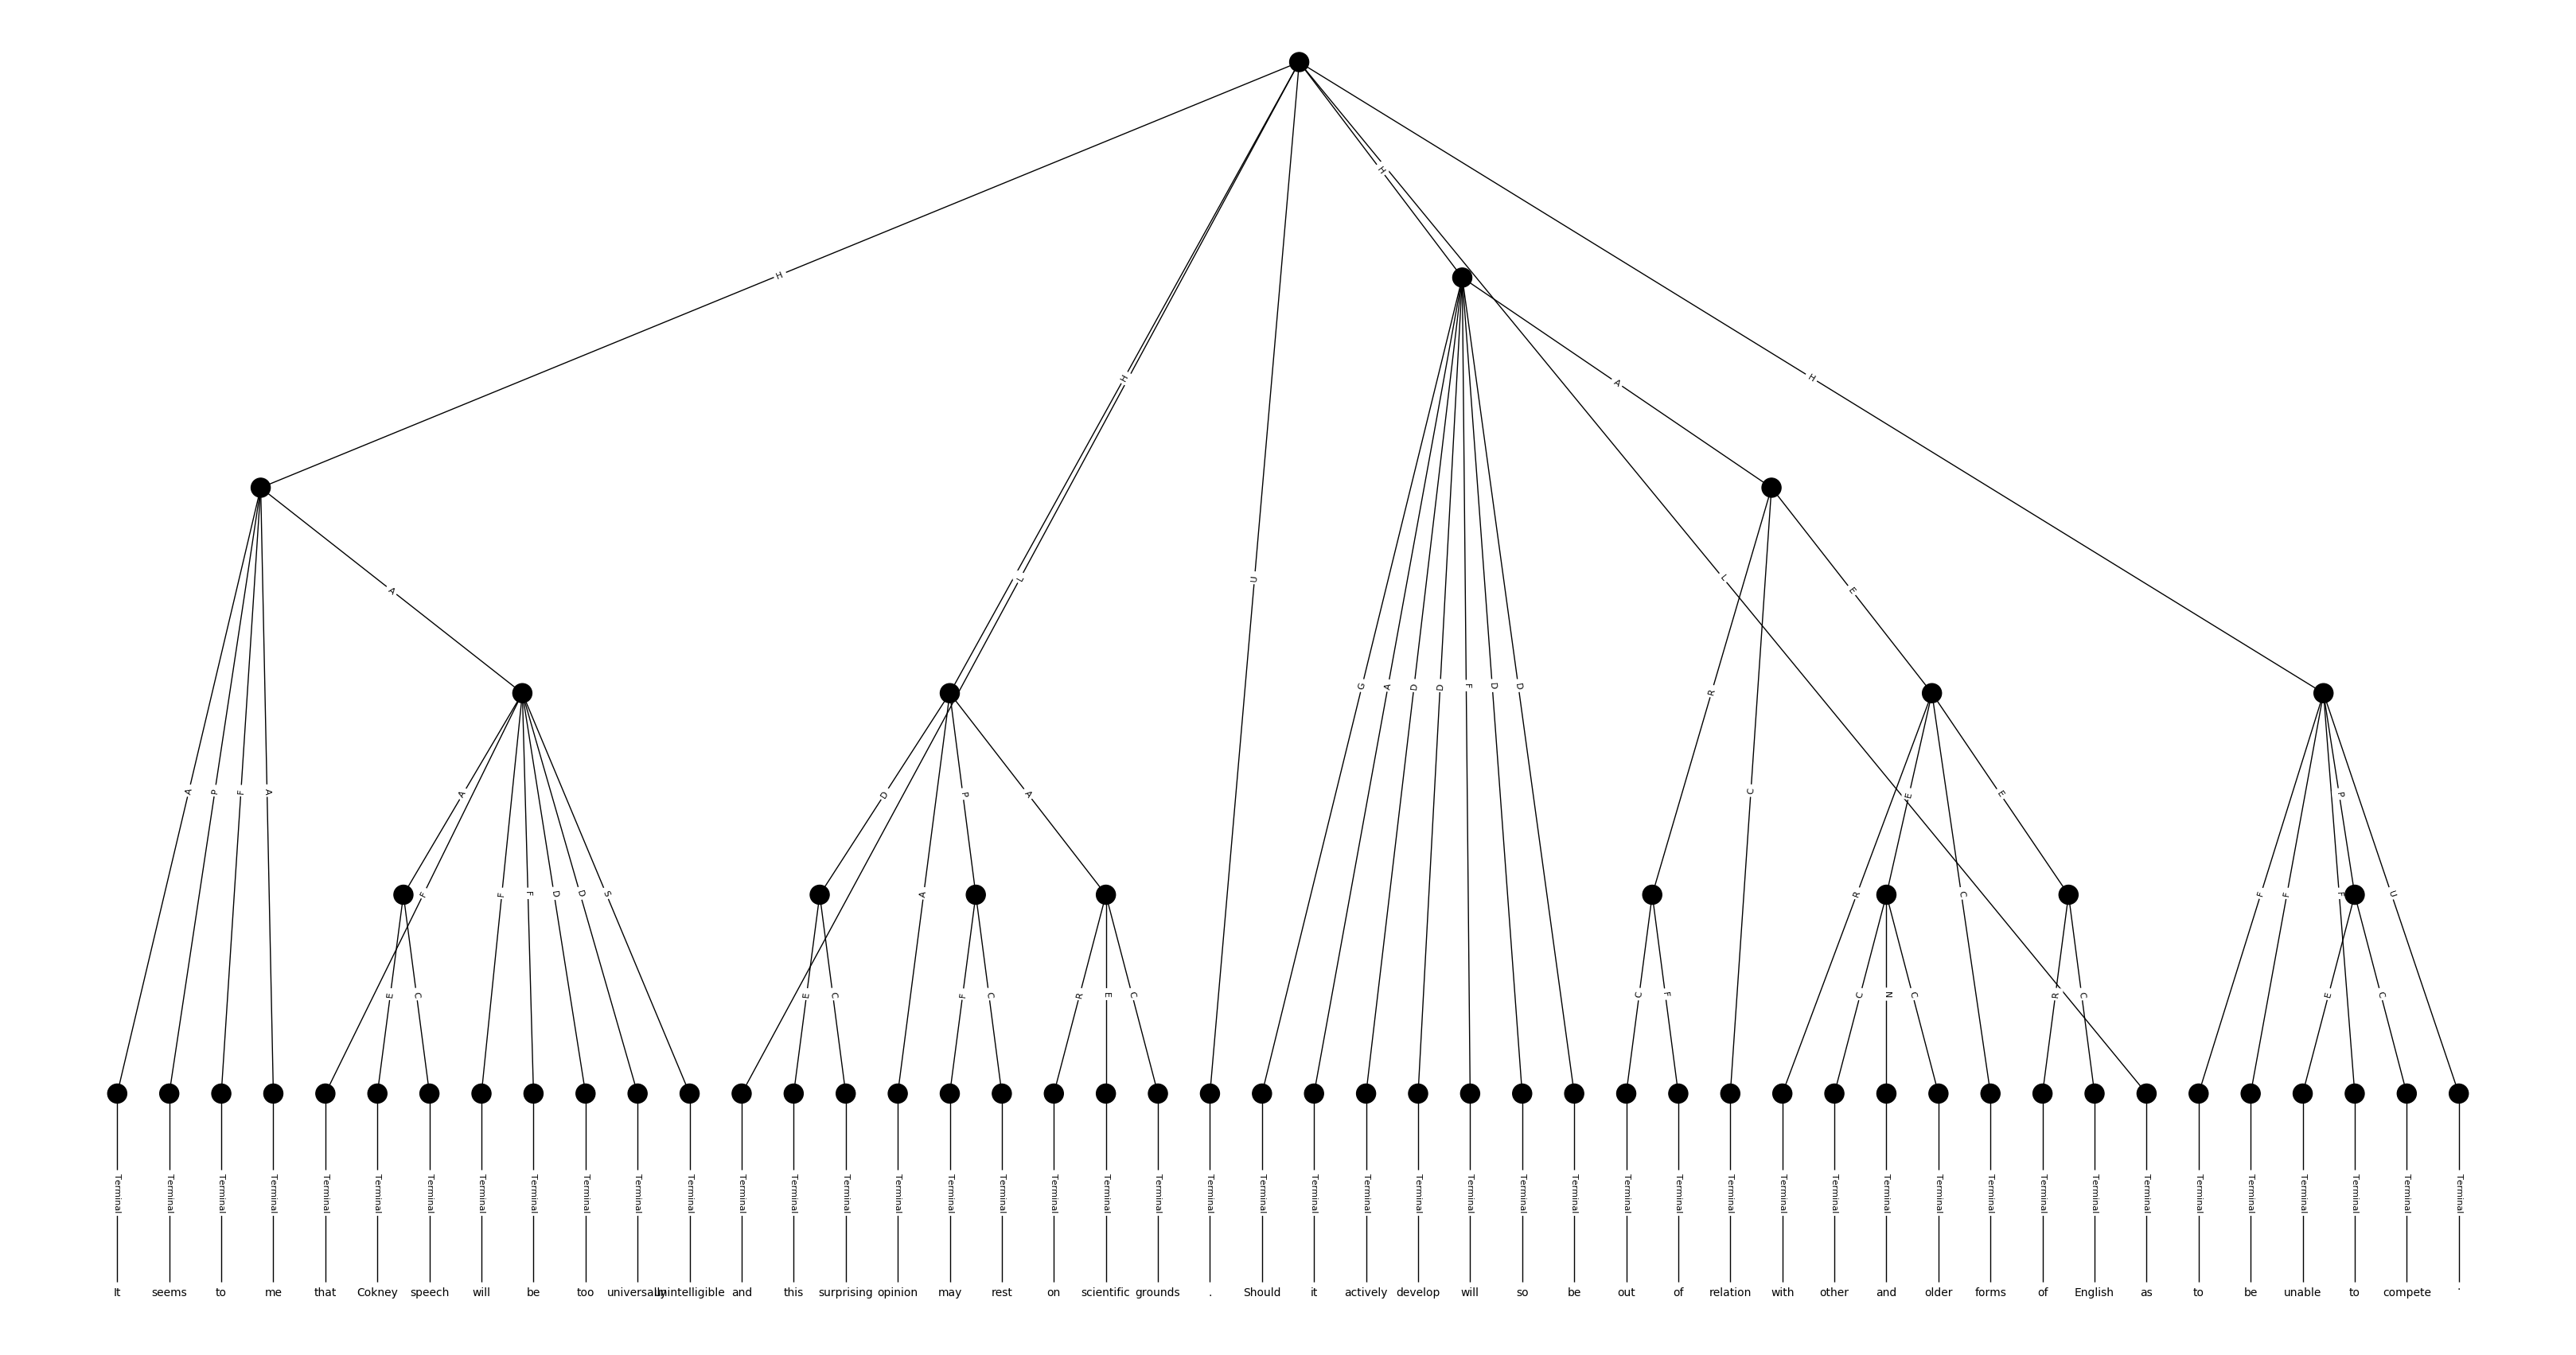 H
H
H
A
H
L
U
L
A
E
G
A
D
D
F
D
D
R
A
P
F
A
A
D
P
A
C
E
E
P
F
F
F
D
D
S
A
R
C
F
F
F
U
E
C
E
C
F
C
R
E
C
C
F
C
N
C
R
C
E
C
Terminal Terminal Terminal Terminal Terminal Terminal Terminal Terminal Terminal Terminal Terminal Terminal Terminal Terminal Terminal Terminal Terminal Terminal Terminal Terminal Terminal Terminal Terminal Terminal Terminal Terminal Terminal Terminal Terminal Terminal Terminal Terminal Terminal Terminal Terminal Terminal Terminal Terminal Terminal Terminal Terminal Terminal Terminal Terminal Terminal Terminal
It seems to me that Cokney speech will be too universally unintelligible and this surprising opinion may rest on scientific grounds . Should it actively develop will so be out of relation with other and older forms of English as to be unable to compete .